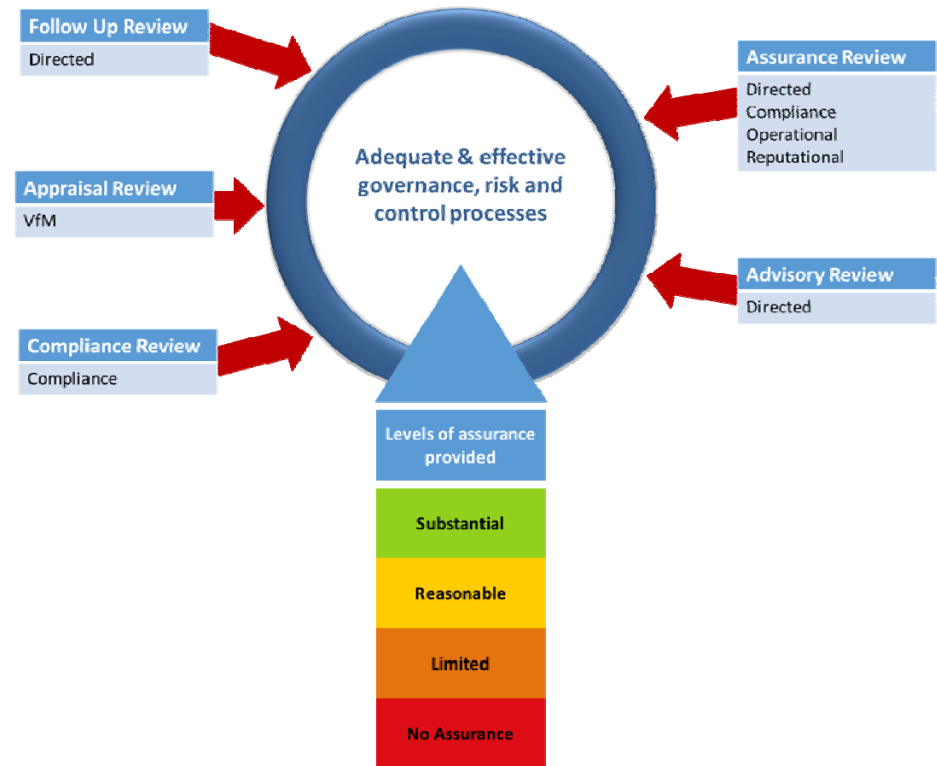 Follow Up Review
Directed
Assurance Review
Directed
Compliance
Operational
Reputational
Adequate & effective
governance, risk and
control processes
Appraisal Review
VfM
Advisory Review
Directed
Compliance Review
Compliance
Levels of assurance
provided
Substantial
Reasonable
Limited
No Assurance